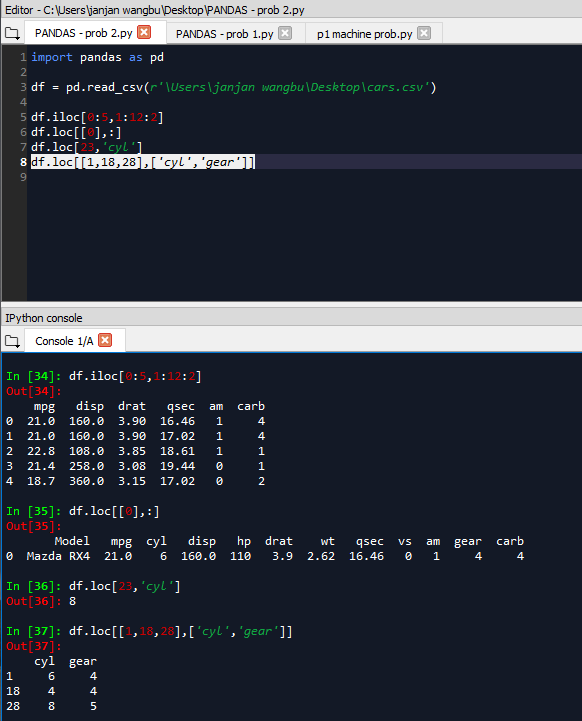 Editor - C:\Users\janjan wangbu\Desktop\PANDAS - prob 2.py
PANDAS - prob 2.py PANDAS - prob 1.py p1 machine prob.py
1 import pandas as pd
2
3 df = pd.read_csv(r'\Users\janjan wangbu\Desktop\cars.csv')
4
5 df.iloc[0:5,1:12:2]
6 df.loc[[0],:]
7 df.loc[23,'cyl']
8 df.loc[[1,18,28],['cyl','gear']]
9
IPython console
Console 1/A
In [34]: df.iloc[0:5,1:12:2]
Out[34]:
mpg disp drat qsec am carb
0 21.0 160.0 3.90 16.46 1 4
1 21.0 160.0 3.90 17.02 1 4
2 22.8 108.0 3.85 18.61 1 1
3 21.4 258.0 3.08 19.44 0 1
4 18.7 360.0 3.15 17.02 0 2
In [35]: df.loc[[0],:]
Out[35]:
Model mpg cyl disp hp drat wt qsec vs am gear carb
0 Mazda RX4 21.0 6 160.0 110 3.9 2.62 16.46 0 1 4 4
In [36]: df.loc[23,'cyl']
Out[36]: 8
In [37]: df.loc[[1,18,28],['cyl','gear']]
Out[37]:
cyl gear
1 6 4
18 4 4
28 8 5